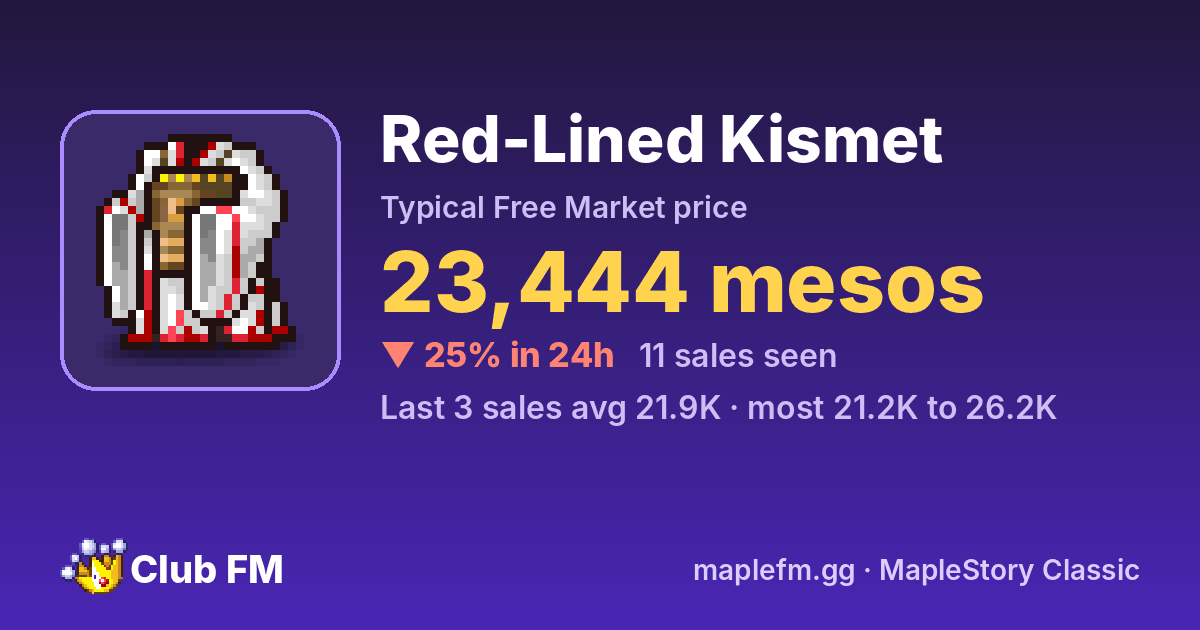 Red-Lined Kismet
Typical Free Market price
23,444 mesos
▼ 25% in 24h 11 sales seen
Last 3 sales avg 21.9K · most 21.2K to 26.2K
Club FM
maplefm.gg · MapleStory Classic